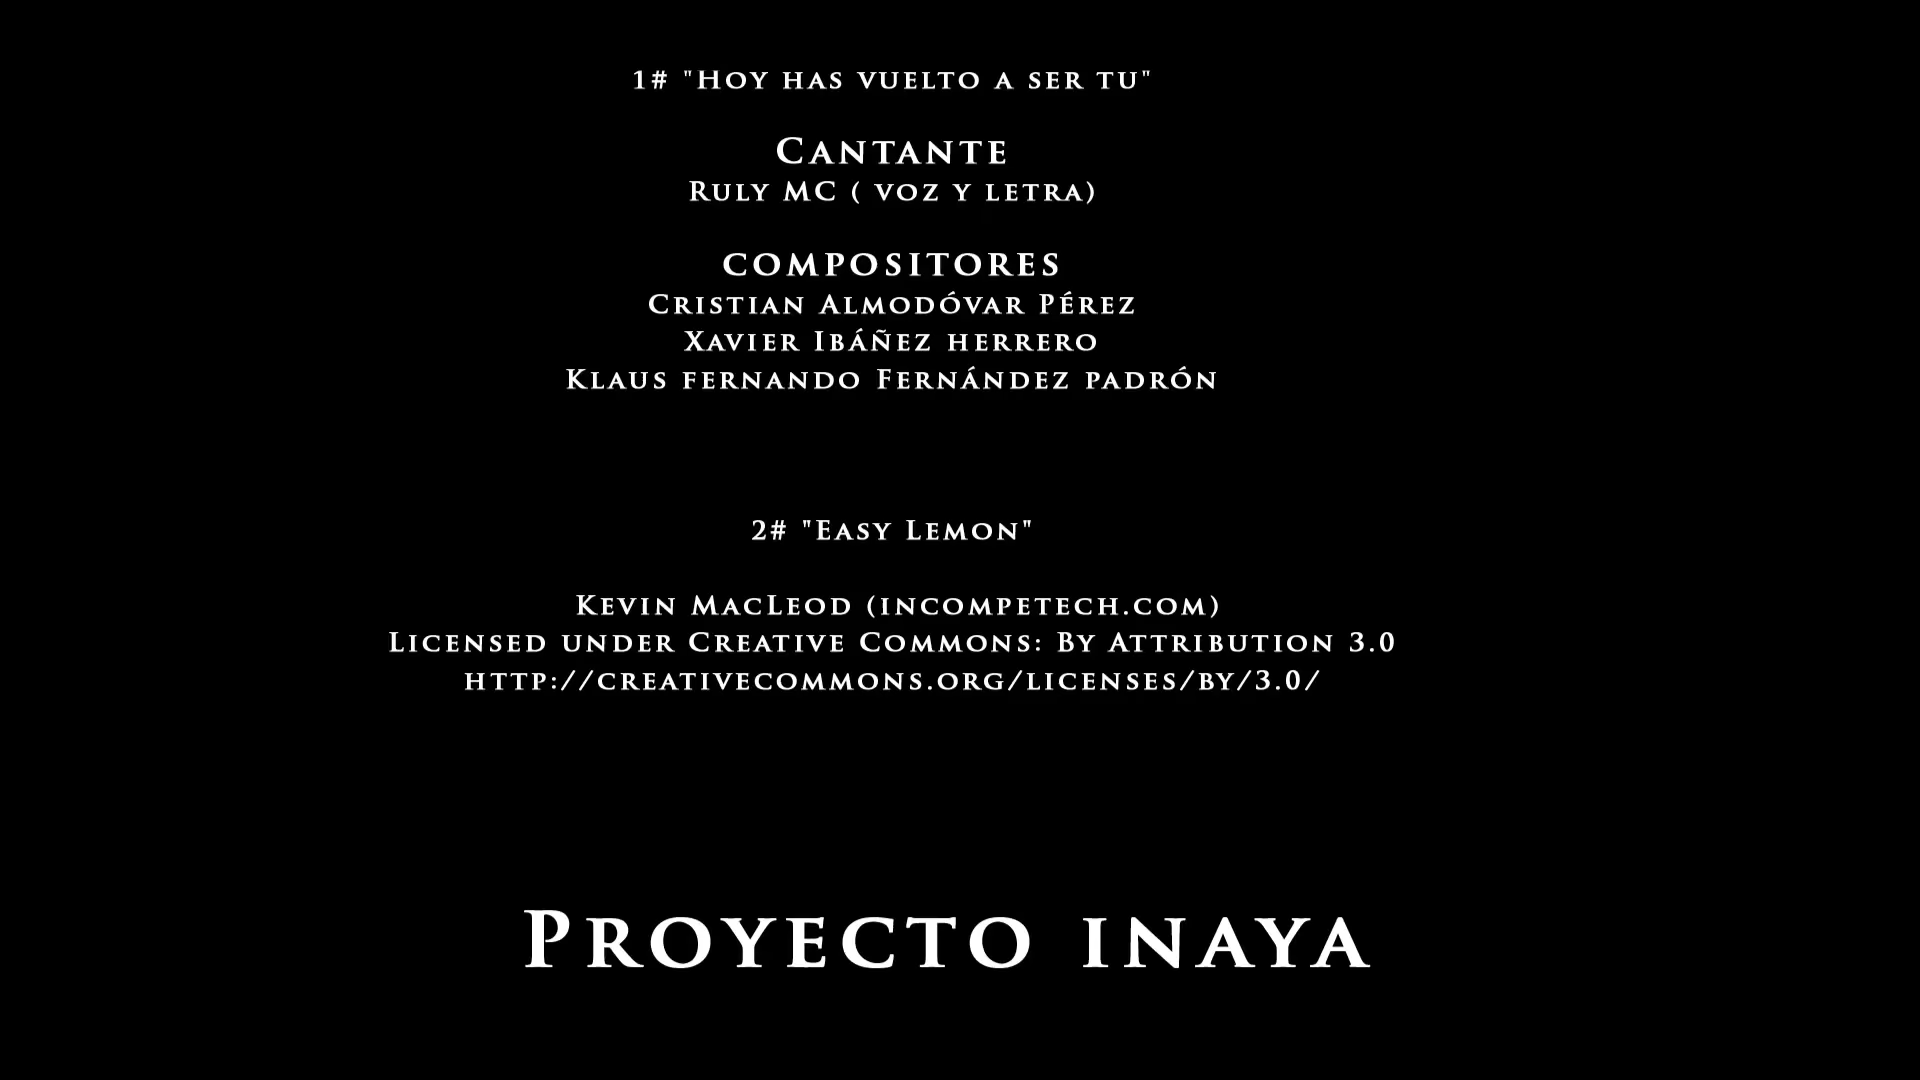 1# "Hoy has vuelto a ser tu"
Cantante
Ruly MC ( voz y letra)
compositores
Cristian Almodóvar Pérez
Xavier Ibáñez herrero
Klaus fernando Fernández padrón
2# "Easy Lemon"
Kevin MacLeod (incompetech.com)
Licensed under Creative Commons: By Attribution 3.0
http://creativecommons.org/licenses/by/3.0/
Proyecto inaya